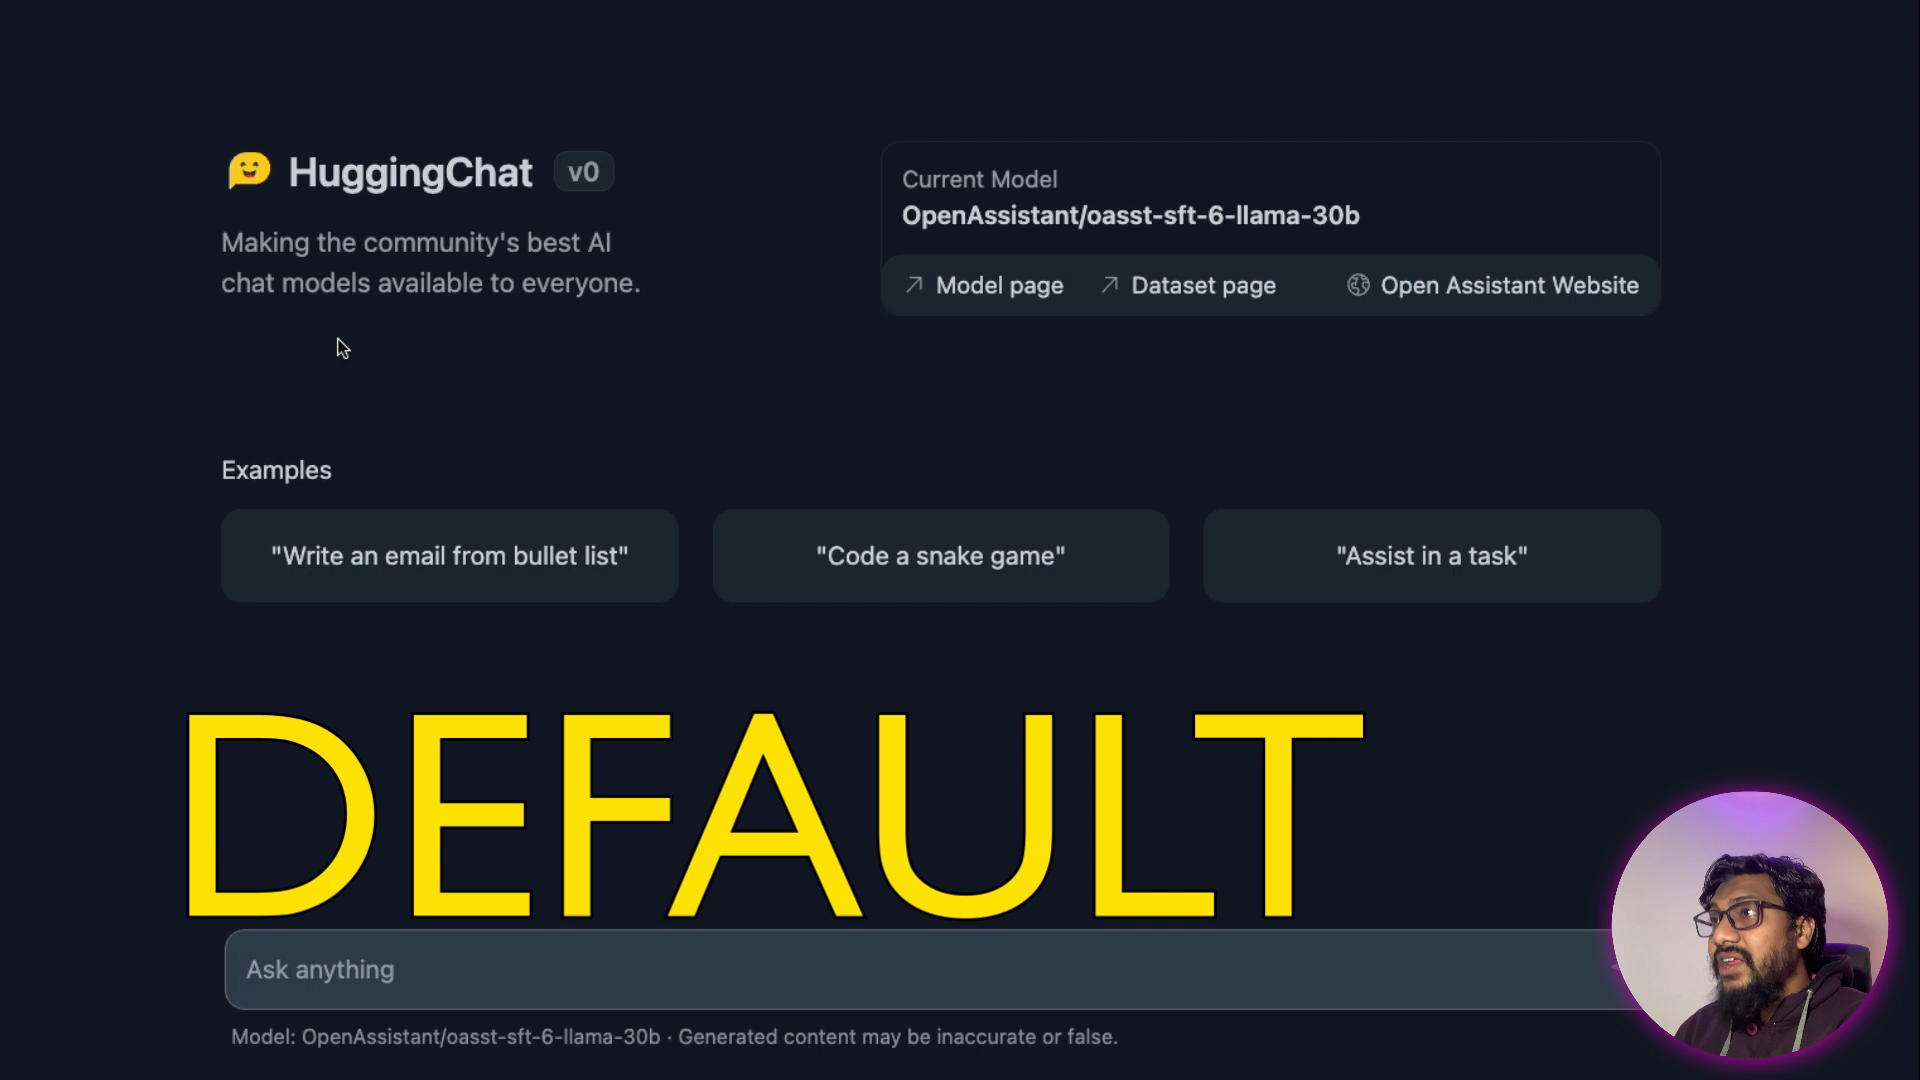 HuggingChat v0
Making the community's best AI
chat models available to everyone.
Current Model
OpenAssistant/oasst-sft-6-llama-30b
Model page Dataset page Open Assistant Website
Examples
"Write an email from bullet list" "Code a snake game" "Assist in a task"
DEFAULT
Ask anything
Model: OpenAssistant/oasst-sft-6-llama-30b · Generated content may be inaccurate or false.